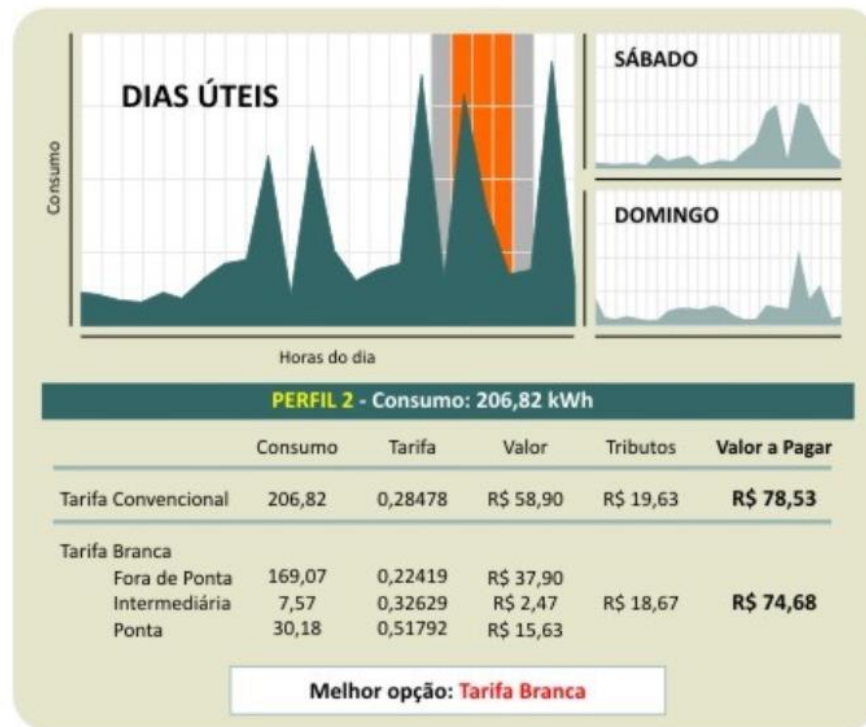 DIAS ÚTEIS
Consumo
Horas do dia
SÁBADO
DOMINGO
PERFIL 2 - Consumo: 206,82 kWh
Consumo Tarifa Valor Tributos Valor a Pagar
Tarifa Convencional 206,82 0,28478 R$ 58,90 R$ 19,63 R$ 78,53
Tarifa Branca
Fora de Ponta 169,07 0,22419 R$ 37,90
Intermediária 7,57 0,32629 R$ 2,47 R$ 18,67 R$ 74,68
Ponta 30,18 0,51792 R$ 15,63
Melhor opção: Tarifa Branca